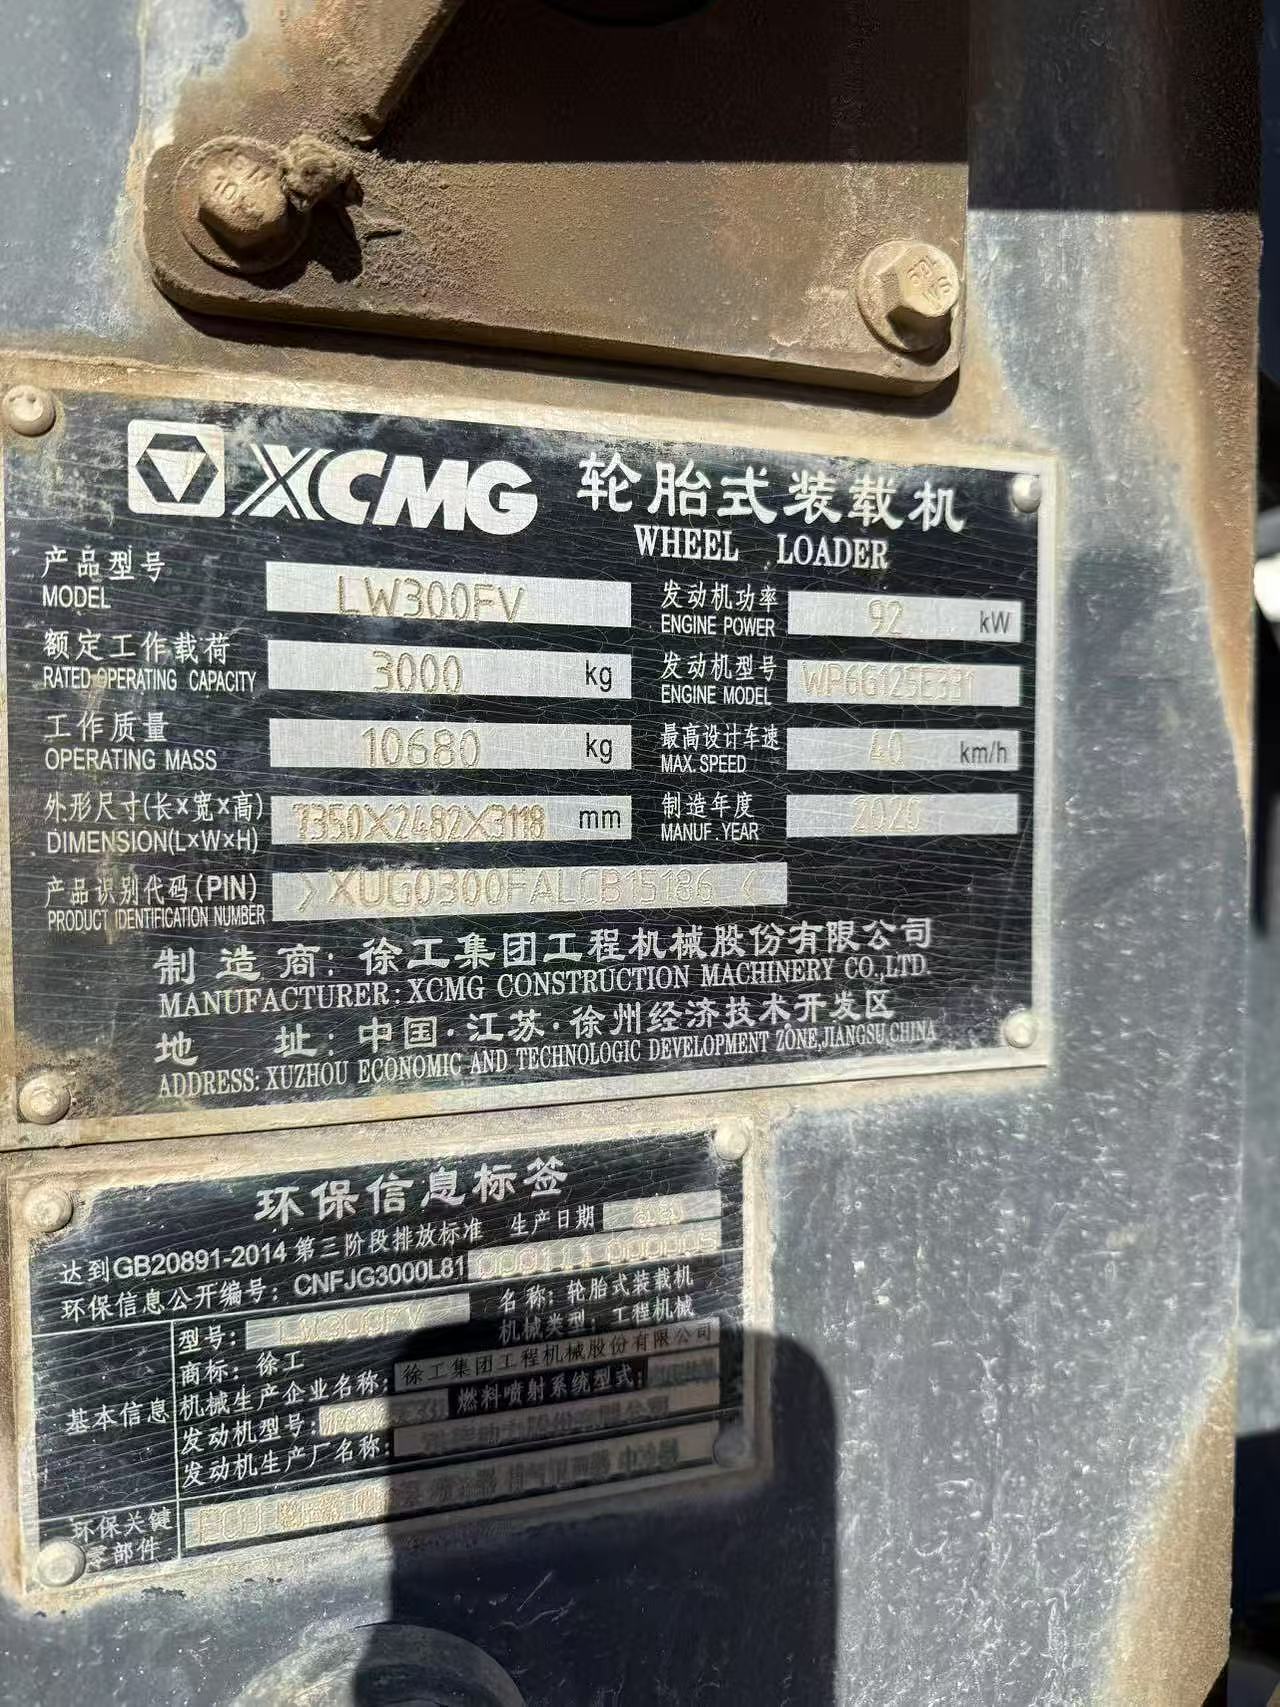 XCMG 轮胎式装载机
WHEEL LOADER
产品型号 LW300FV
MODEL
发动机功率 92 kW
ENGINE POWER
额定工作载荷 3000 kg
RATED OPERATING CAPACITY
发动机型号 WP6G125E331
ENGINE MODEL
工作质量 10680 kg
OPERATING MASS
最高设计车速 40 km/h
MAX. SPEED
外形尺寸(长×宽×高) 7350X2482X3118 mm
DIMENSION(L×W×H)
制造年度 2020
MANUF. YEAR
产品识别代码(PIN) XUG0300FALCB15186
PRODUCT IDENTIFICATION NUMBER
制造商: 徐工集团工程机械股份有限公司
MANUFACTURER: XCMG CONSTRUCTION MACHINERY CO.,LTD.
地址: 中国·江苏·徐州经济技术开发区
ADDRESS: XUZHOU ECONOMIC AND TECHNOLOGIC DEVELOPMENT ZONE,JIANGSU,CHINA
环保信息标签
达到GB20891-2014 第三阶段排放标准 生产日期
环保信息公开编号: CNFJG3000L81
型号: LW300FV 名称: 轮胎式装载机
商标: 徐工 机械类型: 工程机械
机械生产企业名称: 徐工集团工程机械股份有限公司
基本信息
发动机型号: 燃料喷射系统型式:
发动机生产厂名称:
环保关键
零部件 ECU